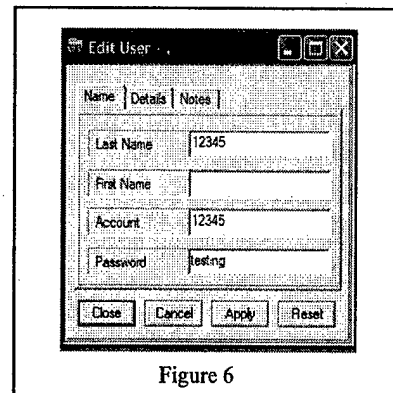 Edit User - ,
Name Details Notes
Last Name 12345
First Name
Account 12345
Password testing
Close Cancel Apply Reset
Figure 6